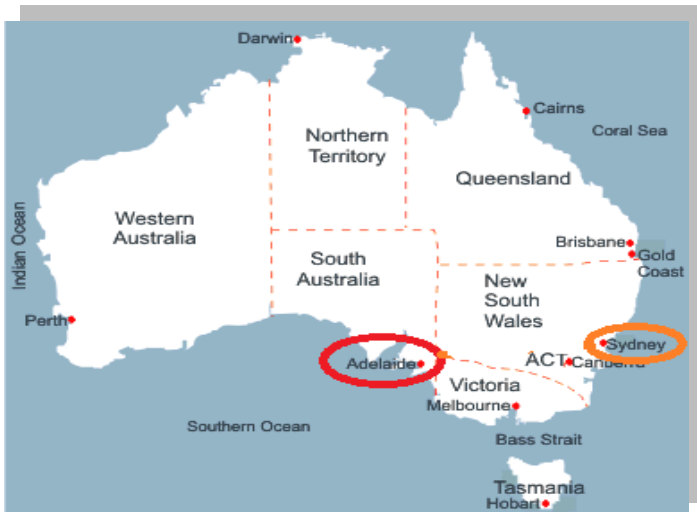 Darwin
Cairns
Coral Sea
Northern
Territory
Queensland
Western
Australia
Indian Ocean
Brisbane
Gold
Coast
South
Australia
New
South
Wales
Perth
Sydney
Adelaide
ACT
Canberra
Victoria
Melbourne
Southern Ocean
Bass Strait
Tasmania
Hobart